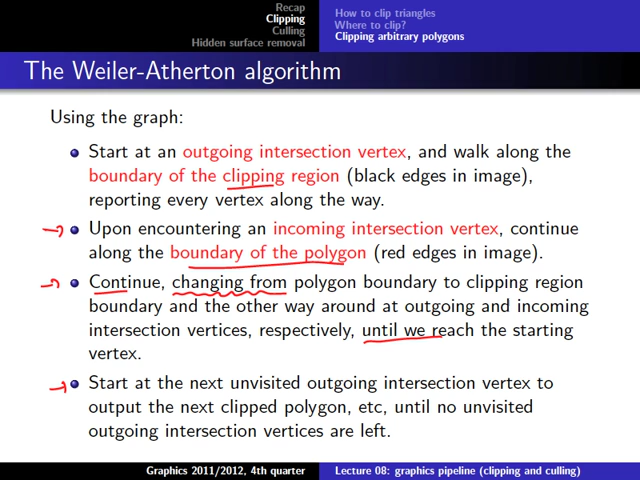 Recap
Clipping
Culling
Hidden surface removal
How to clip triangles
Where to clip?
Clipping arbitrary polygons
The Weiler-Atherton algorithm
Using the graph:
Start at an outgoing intersection vertex, and walk along the
boundary of the clipping region (black edges in image),
reporting every vertex along the way.
Upon encountering an incoming intersection vertex, continue
along the boundary of the polygon (red edges in image).
Continue, changing from polygon boundary to clipping region
boundary and the other way around at outgoing and incoming
intersection vertices, respectively, until we reach the starting
vertex.
Start at the next unvisited outgoing intersection vertex to
output the next clipped polygon, etc, until no unvisited
outgoing intersection vertices are left.
Graphics 2011/2012, 4th quarter
Lecture 08: graphics pipeline (clipping and culling)